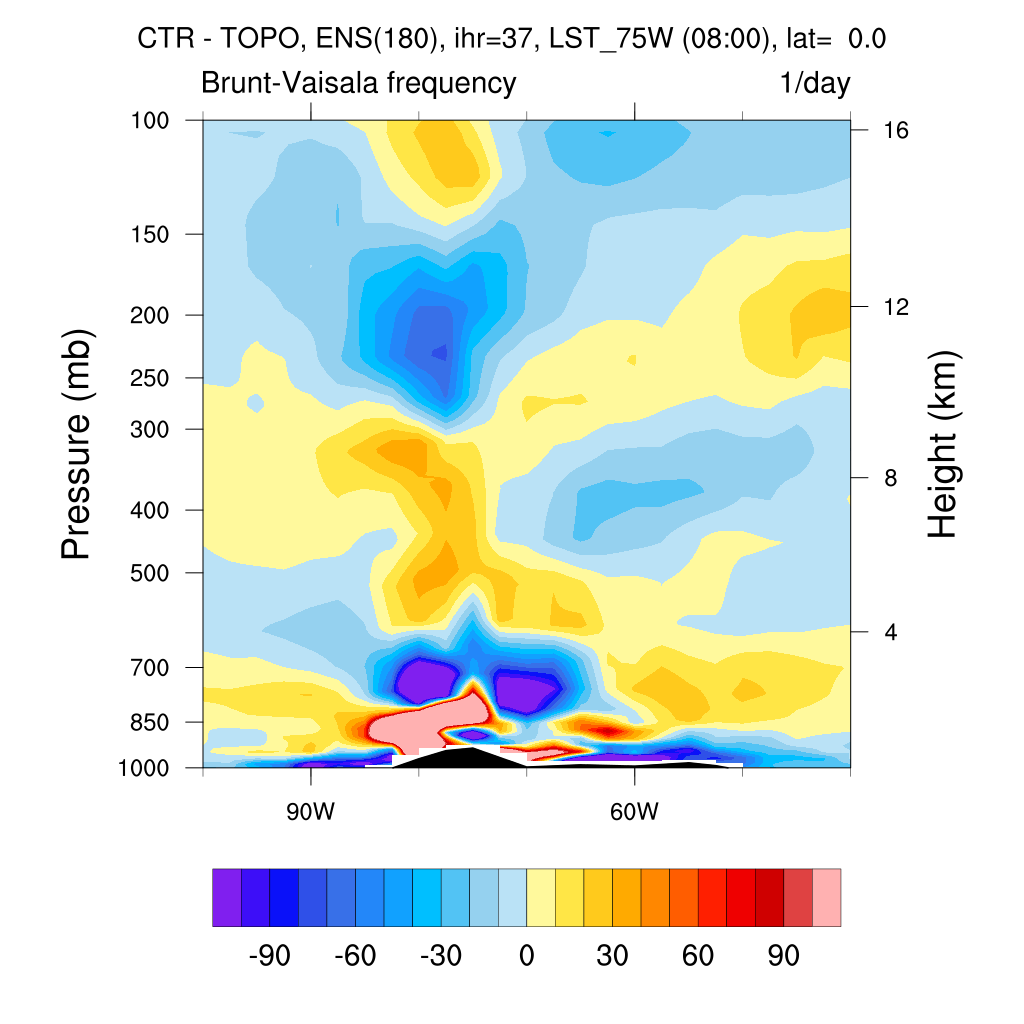 CTR - TOPO, ENS(180), ihr=37, LST_75W (08:00), lat=  0.0
Brunt-Vaisala frequency 1/day
100
150
200
250
300
400
500
700
850
1000
Pressure (mb)
16
12
8
4
Height (km)
90W 60W
-90 -60 -30 0 30 60 90